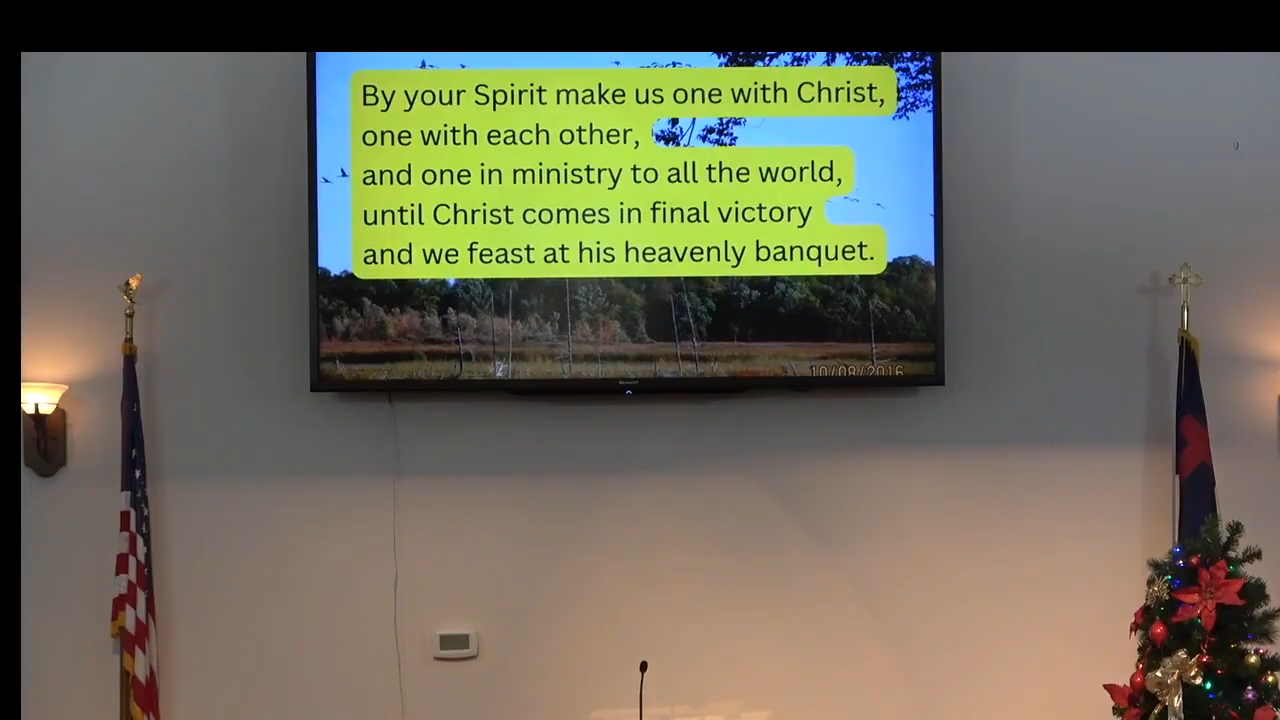 By your Spirit make us one with Christ,
one with each other,
and one in ministry to all the world,
until Christ comes in final victory
and we feast at his heavenly banquet.
10/08/2016
SHARP